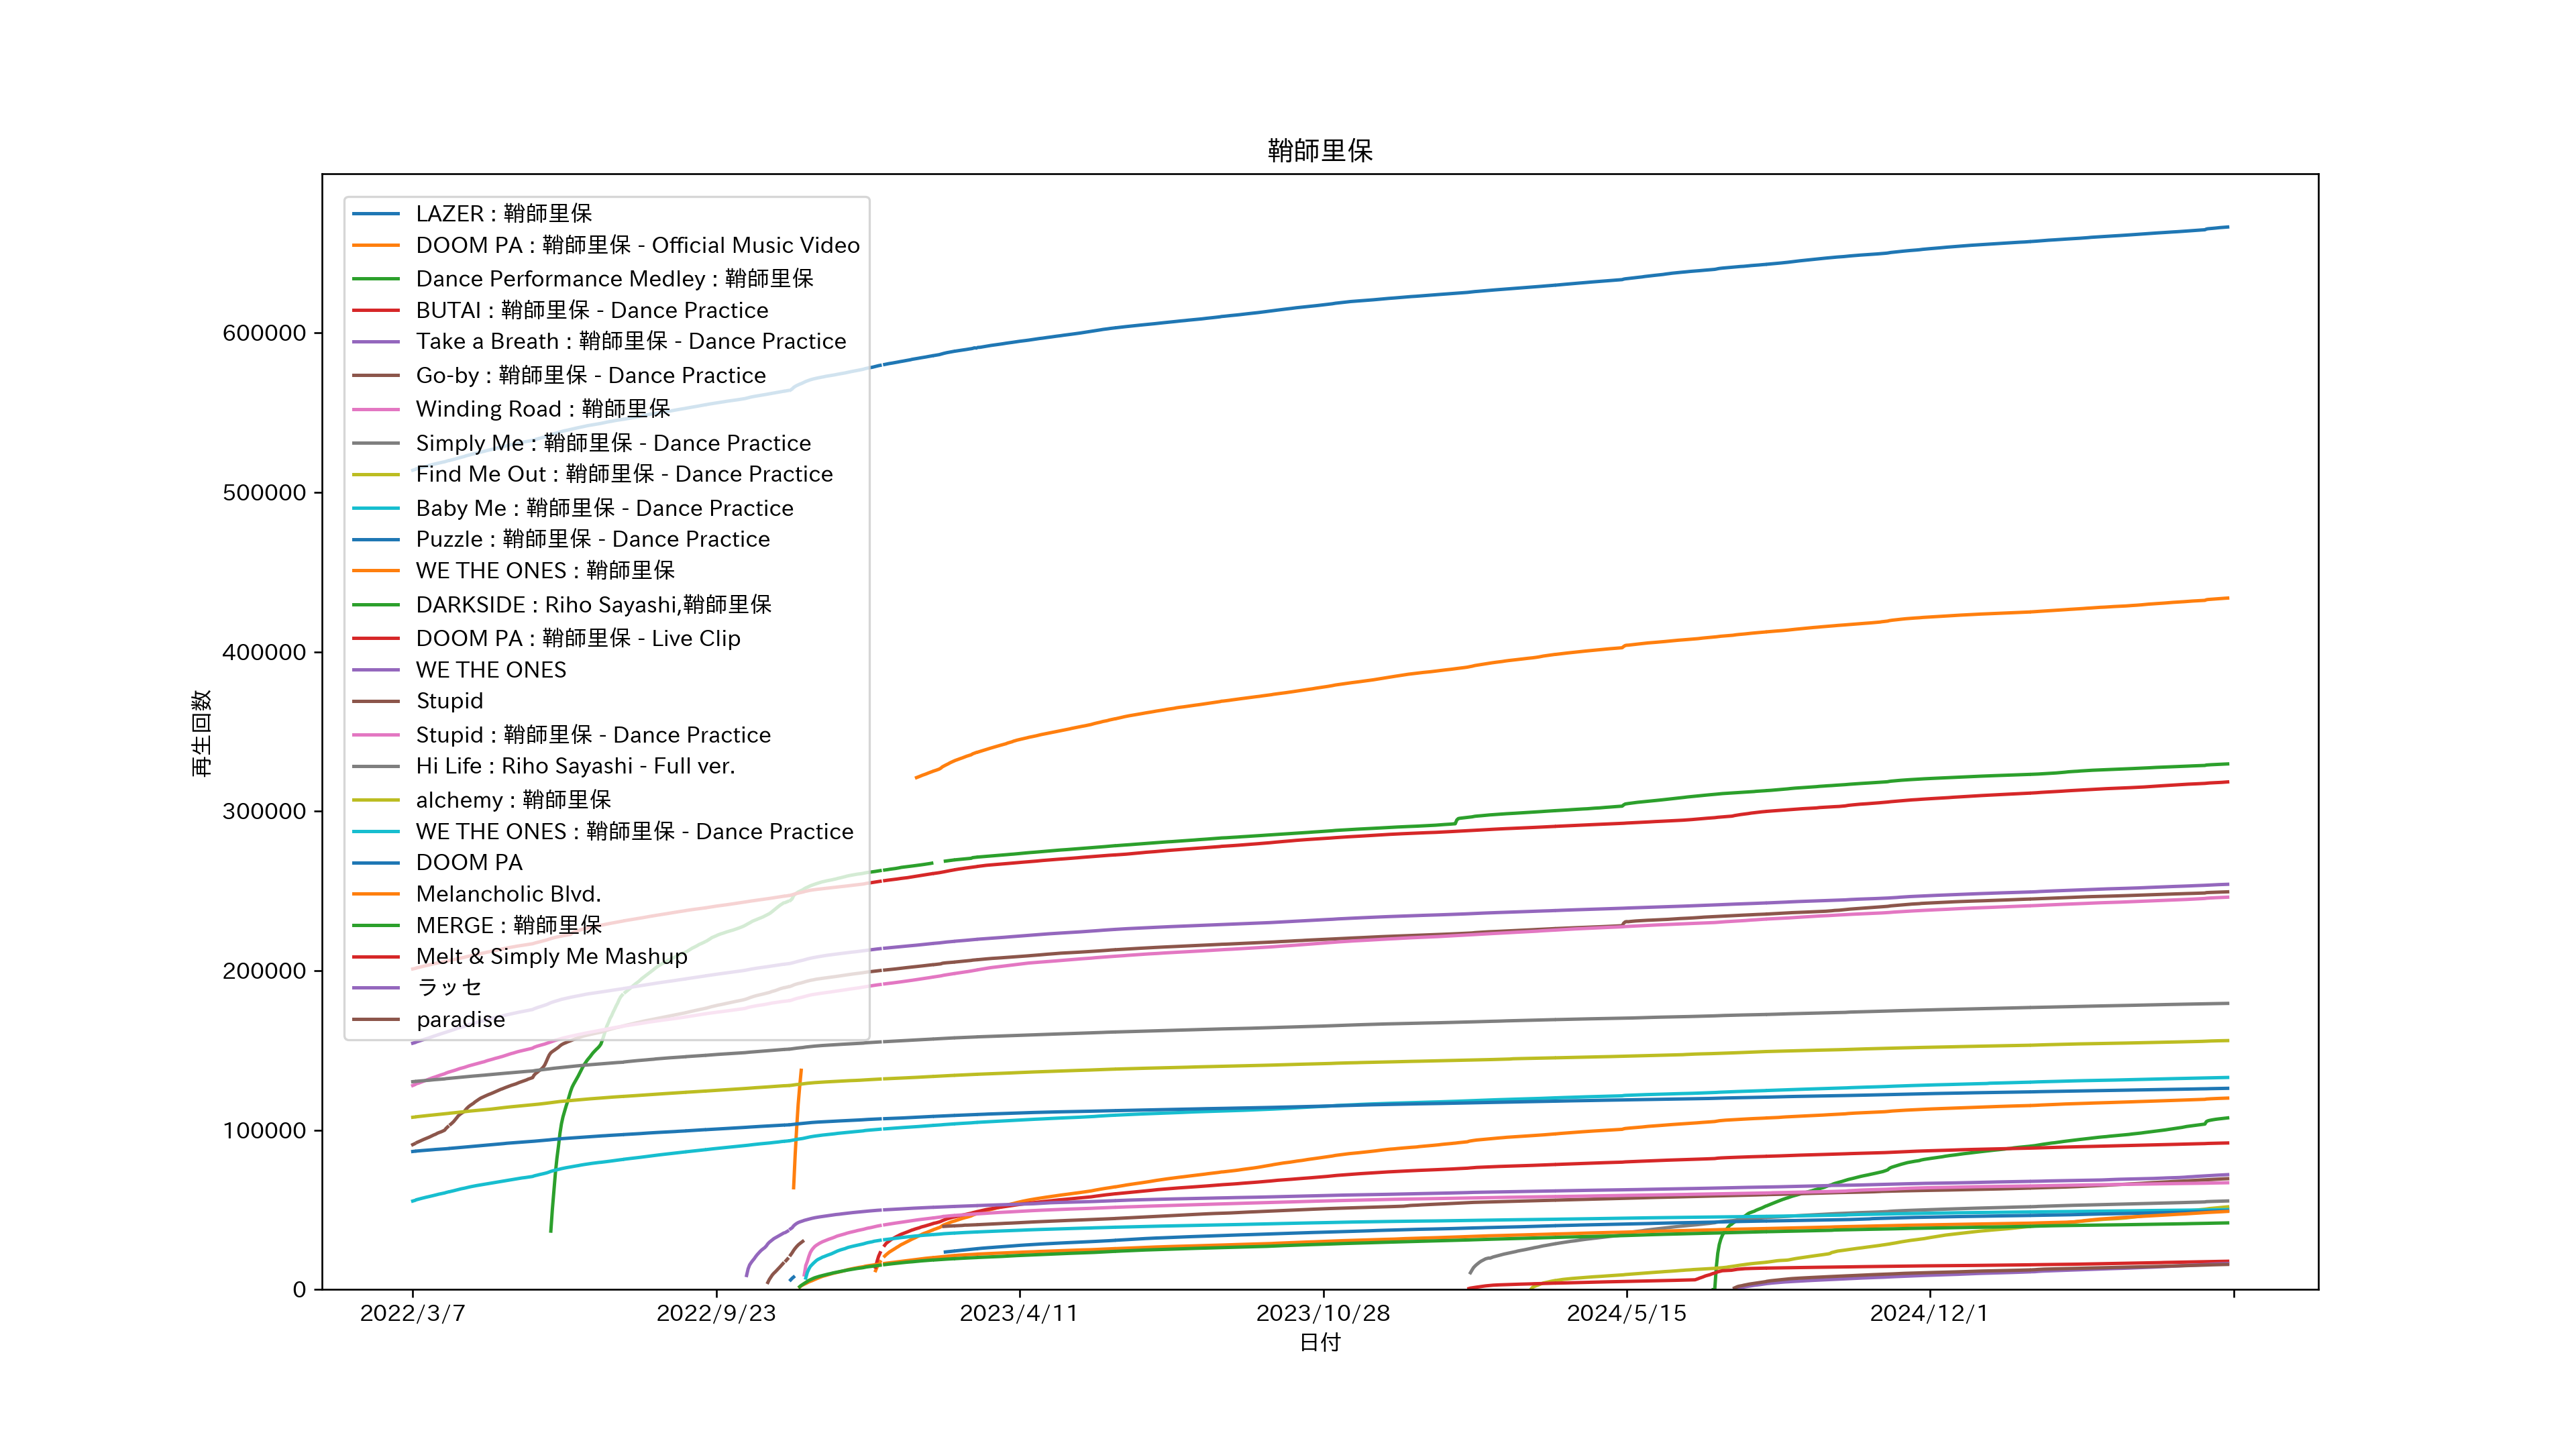 鞘師里保
LAZER : 鞘師里保
DOOM PA : 鞘師里保 - Official Music Video
Dance Performance Medley : 鞘師里保
BUTAI : 鞘師里保 - Dance Practice
Take a Breath : 鞘師里保 - Dance Practice
Go-by : 鞘師里保 - Dance Practice
Winding Road : 鞘師里保
Simply Me : 鞘師里保 - Dance Practice
Find Me Out : 鞘師里保 - Dance Practice
Baby Me : 鞘師里保 - Dance Practice
Puzzle : 鞘師里保 - Dance Practice
WE THE ONES : 鞘師里保
DARKSIDE : Riho Sayashi,鞘師里保
DOOM PA : 鞘師里保 - Live Clip
WE THE ONES
Stupid
Stupid : 鞘師里保 - Dance Practice
Hi Life : Riho Sayashi - Full ver.
alchemy : 鞘師里保
WE THE ONES : 鞘師里保 - Dance Practice
DOOM PA
Melancholic Blvd.
MERGE : 鞘師里保
Melt & Simply Me Mashup
ラッセ
paradise
再生回数
600000
500000
400000
300000
200000
100000
0
2022/3/7
2022/9/23
2023/4/11
2023/10/28
2024/5/15
2024/12/1
日付